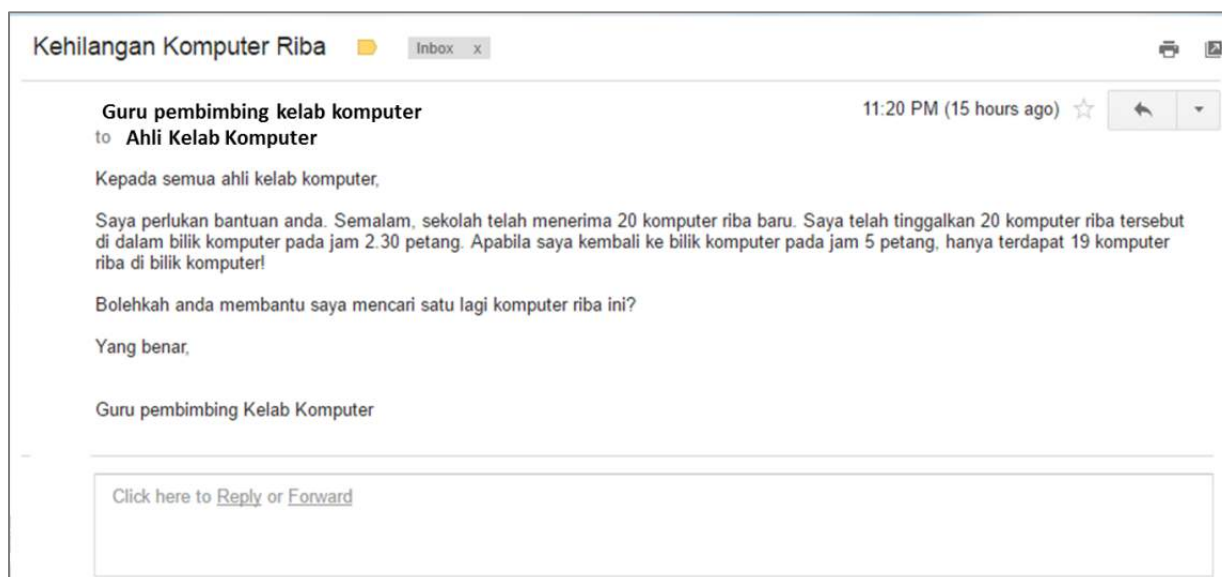 Kehilangan Komputer Riba
Inbox x
Guru pembimbing kelab komputer
11:20 PM (15 hours ago)
to Ahli Kelab Komputer
Kepada semua ahli kelab komputer,
Saya perlukan bantuan anda. Semalam, sekolah telah menerima 20 komputer riba baru. Saya telah tinggalkan 20 komputer riba tersebut
di dalam bilik komputer pada jam 2.30 petang. Apabila saya kembali ke bilik komputer pada jam 5 petang, hanya terdapat 19 komputer
riba di bilik komputer!
Bolehkah anda membantu saya mencari satu lagi komputer riba ini?
Yang benar,
Guru pembimbing Kelab Komputer
Click here to Reply or Forward